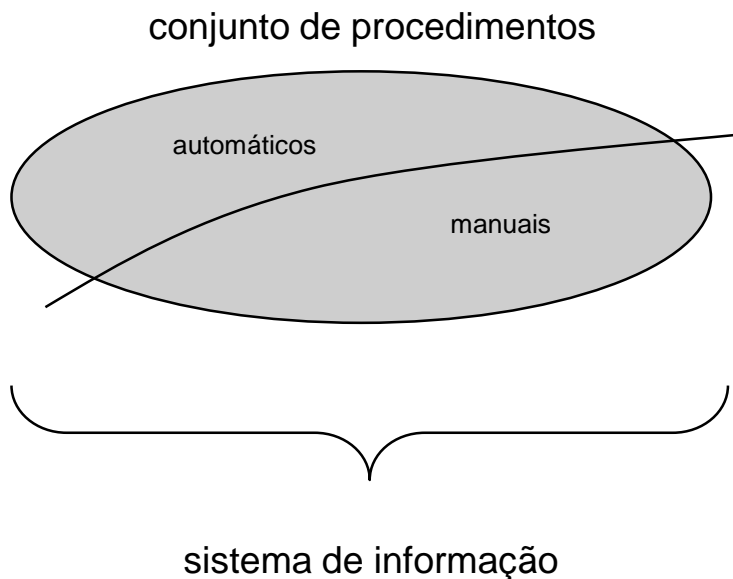 conjunto de procedimentos
automáticos
manuais
sistema de informação